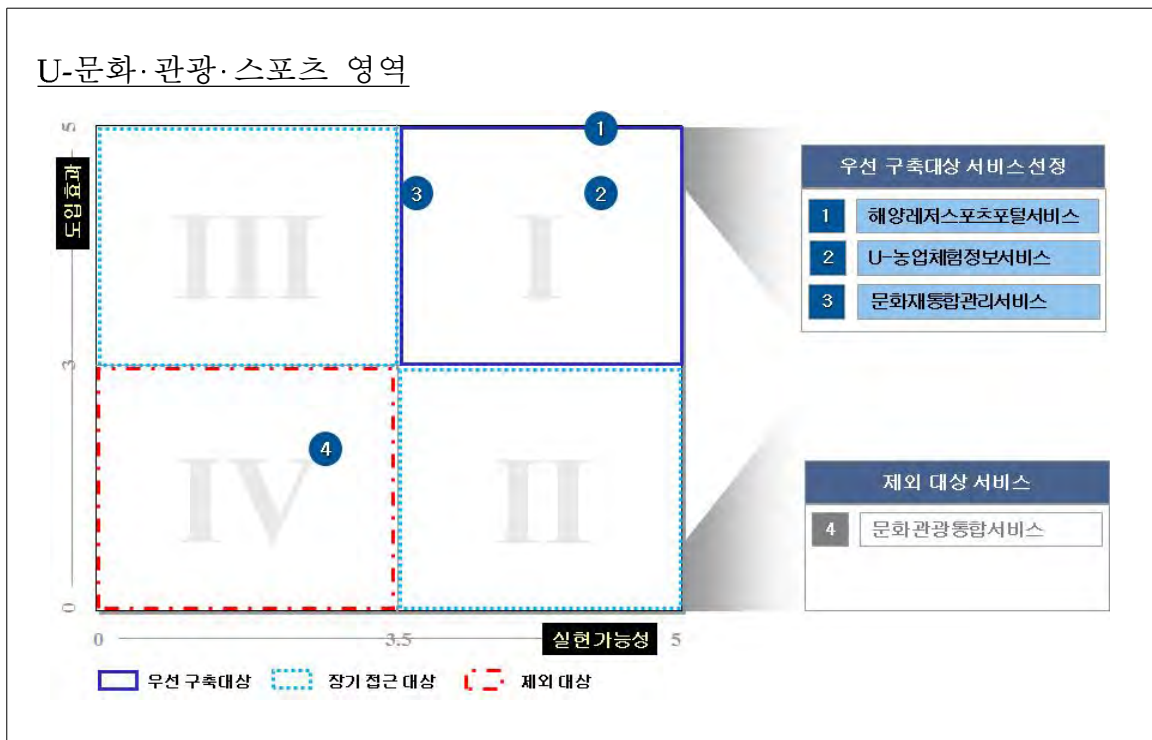 U-문화·관광·스포츠 영역
5
도입효과
3
0
III
I
IV
II
1
2
3
4
0
3.5
실현가능성
5
우선 구축대상
장기 접근 대상
제외 대상
우선 구축대상 서비스선정
1 해양레저스포츠포털서비스
2 U-농업체험정보서비스
3 문화재통합관리서비스
제외 대상 서비스
4 문화관광통합서비스